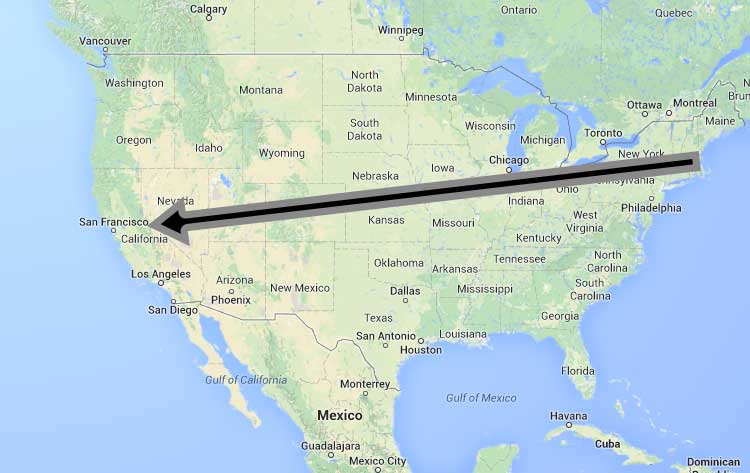 Calgary
Ontario
Quebec
Winnipeg
Vancouver
Washington
North
Dakota
Montana
Minnesota
Ottawa
Montreal
New
Brun
Maine
Oregon
South
Dakota
Wisconsin
Michigan
Toronto
Idaho
Wyoming
Chicago
New York
Nebraska
Iowa
Ohio
Pennsylvania
Nevada
Indiana
Philadelphia
San Francisco
California
Kansas
Missouri
West
Virginia
Kentucky
Los Angeles
Arizona
Phoenix
New Mexico
Oklahoma
Arkansas
Tennessee
North
Carolina
San Diego
Dallas
Mississippi
South
Carolina
Texas
Georgia
San Antonio
Louisiana
Houston
Gulf of California
Monterrey
Florida
Gulf of Mexico
Mexico
Havana
Cuba
Guadalajara
Mexico City
Dominican
Republic